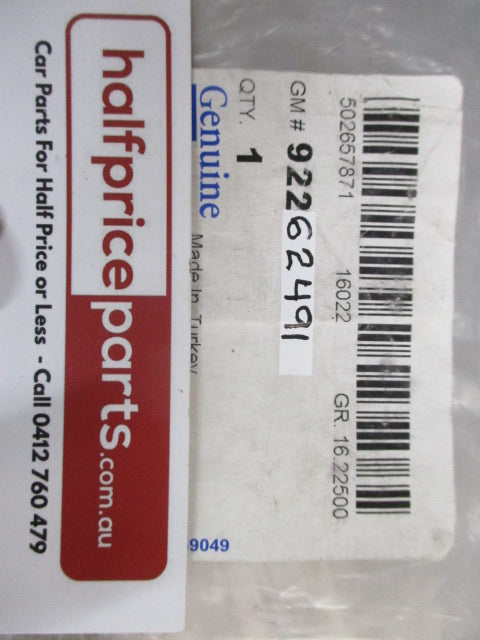 502657871 16022 GR. 16.22500
GM # 92262491
QTY. 1
Genuine
Made In Turkey
9049
halfpriceparts.com.au
Car Parts For Half Price or Less - Call 0412 760 479